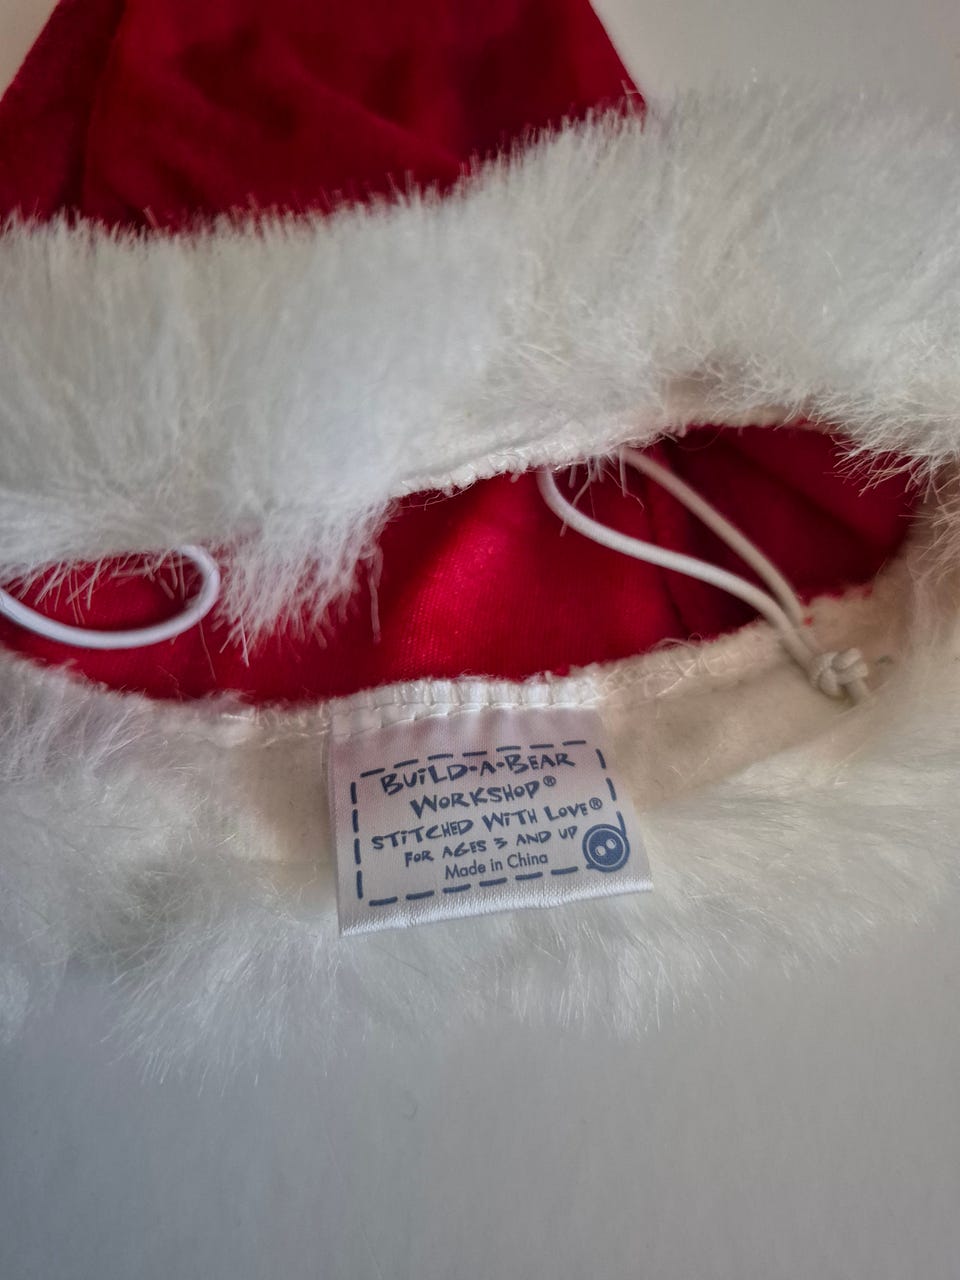 BUiLD-A-BEAR
WORKSHOP®
STiTCHED WiTH LOVE®
FOR AGES 3 AND UP
Made in China